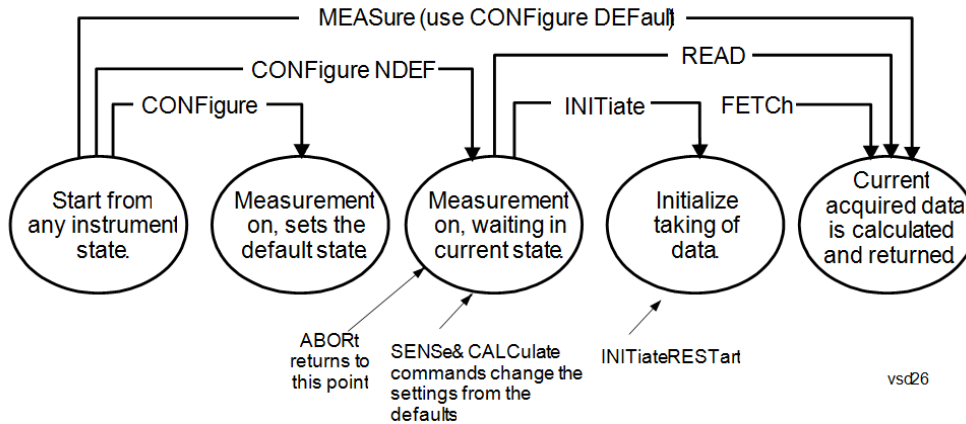 MEASure (use CONFigure DEFault)
READ
CONFigure NDEF
CONFigure
INITiate
FETCh
Start from
any instrument
state.
Measurement
on, sets the
default state.
Measurement
on, waiting in
current state.
Initialize
taking of
data.
Current
acquired data
is calculated
and returned.
ABORt
returns to
this point
SENSe& CALCulate
commands change the
settings from the
defaults
INITiateRESTart
vsd26